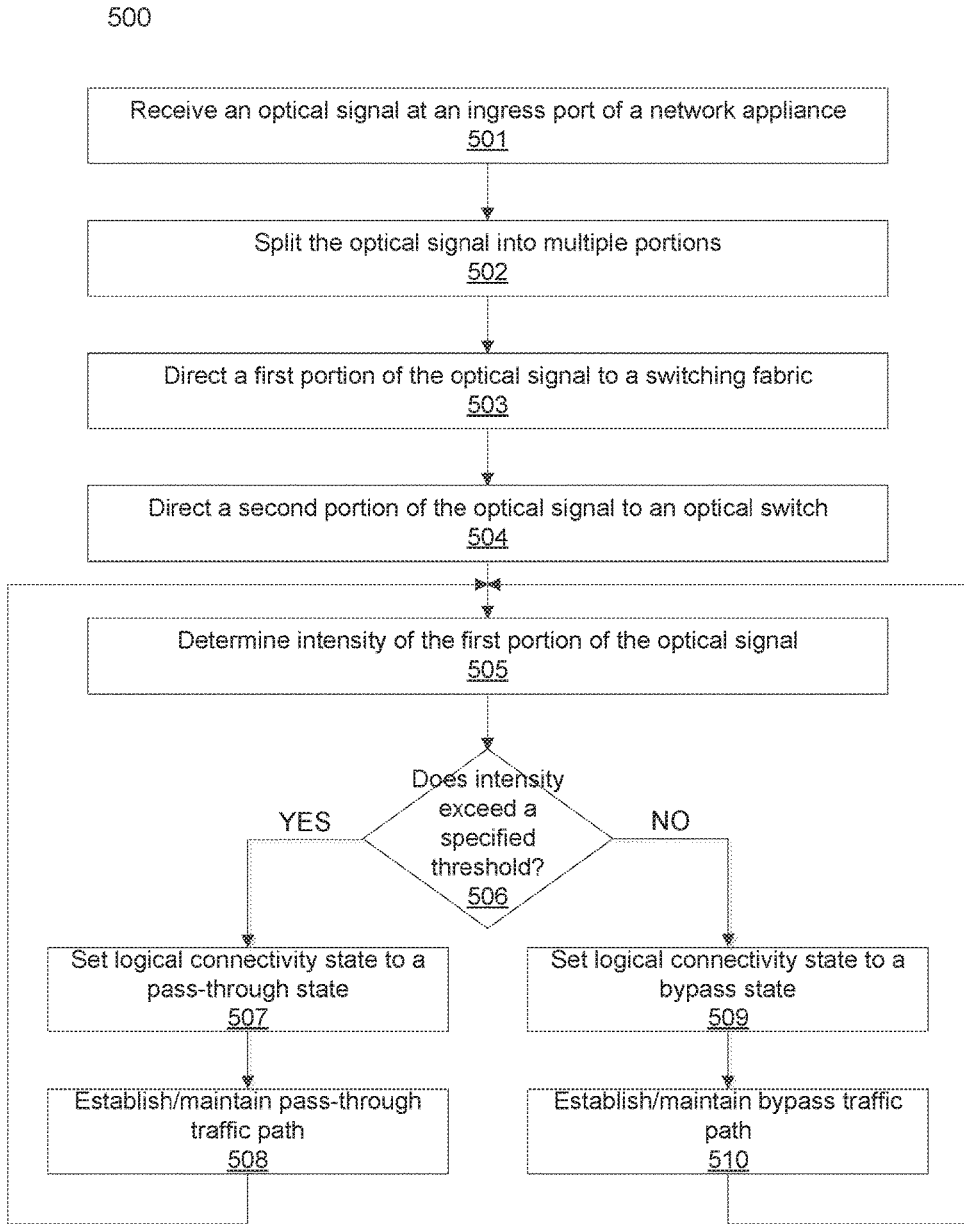 500
Receive an optical signal at an ingress port of a network appliance
501
Split the optical signal into multiple portions
502
Direct a first portion of the optical signal to a switching fabric
503
Direct a second portion of the optical signal to an optical switch
504
Determine intensity of the first portion of the optical signal
505
Does intensity
exceed a
specified
threshold?
506
YES
NO
Set logical connectivity state to a
pass-through state
507
Set logical connectivity state to a
bypass state
509
Establish/maintain pass-through
traffic path
508
Establish/maintain bypass traffic
path
510